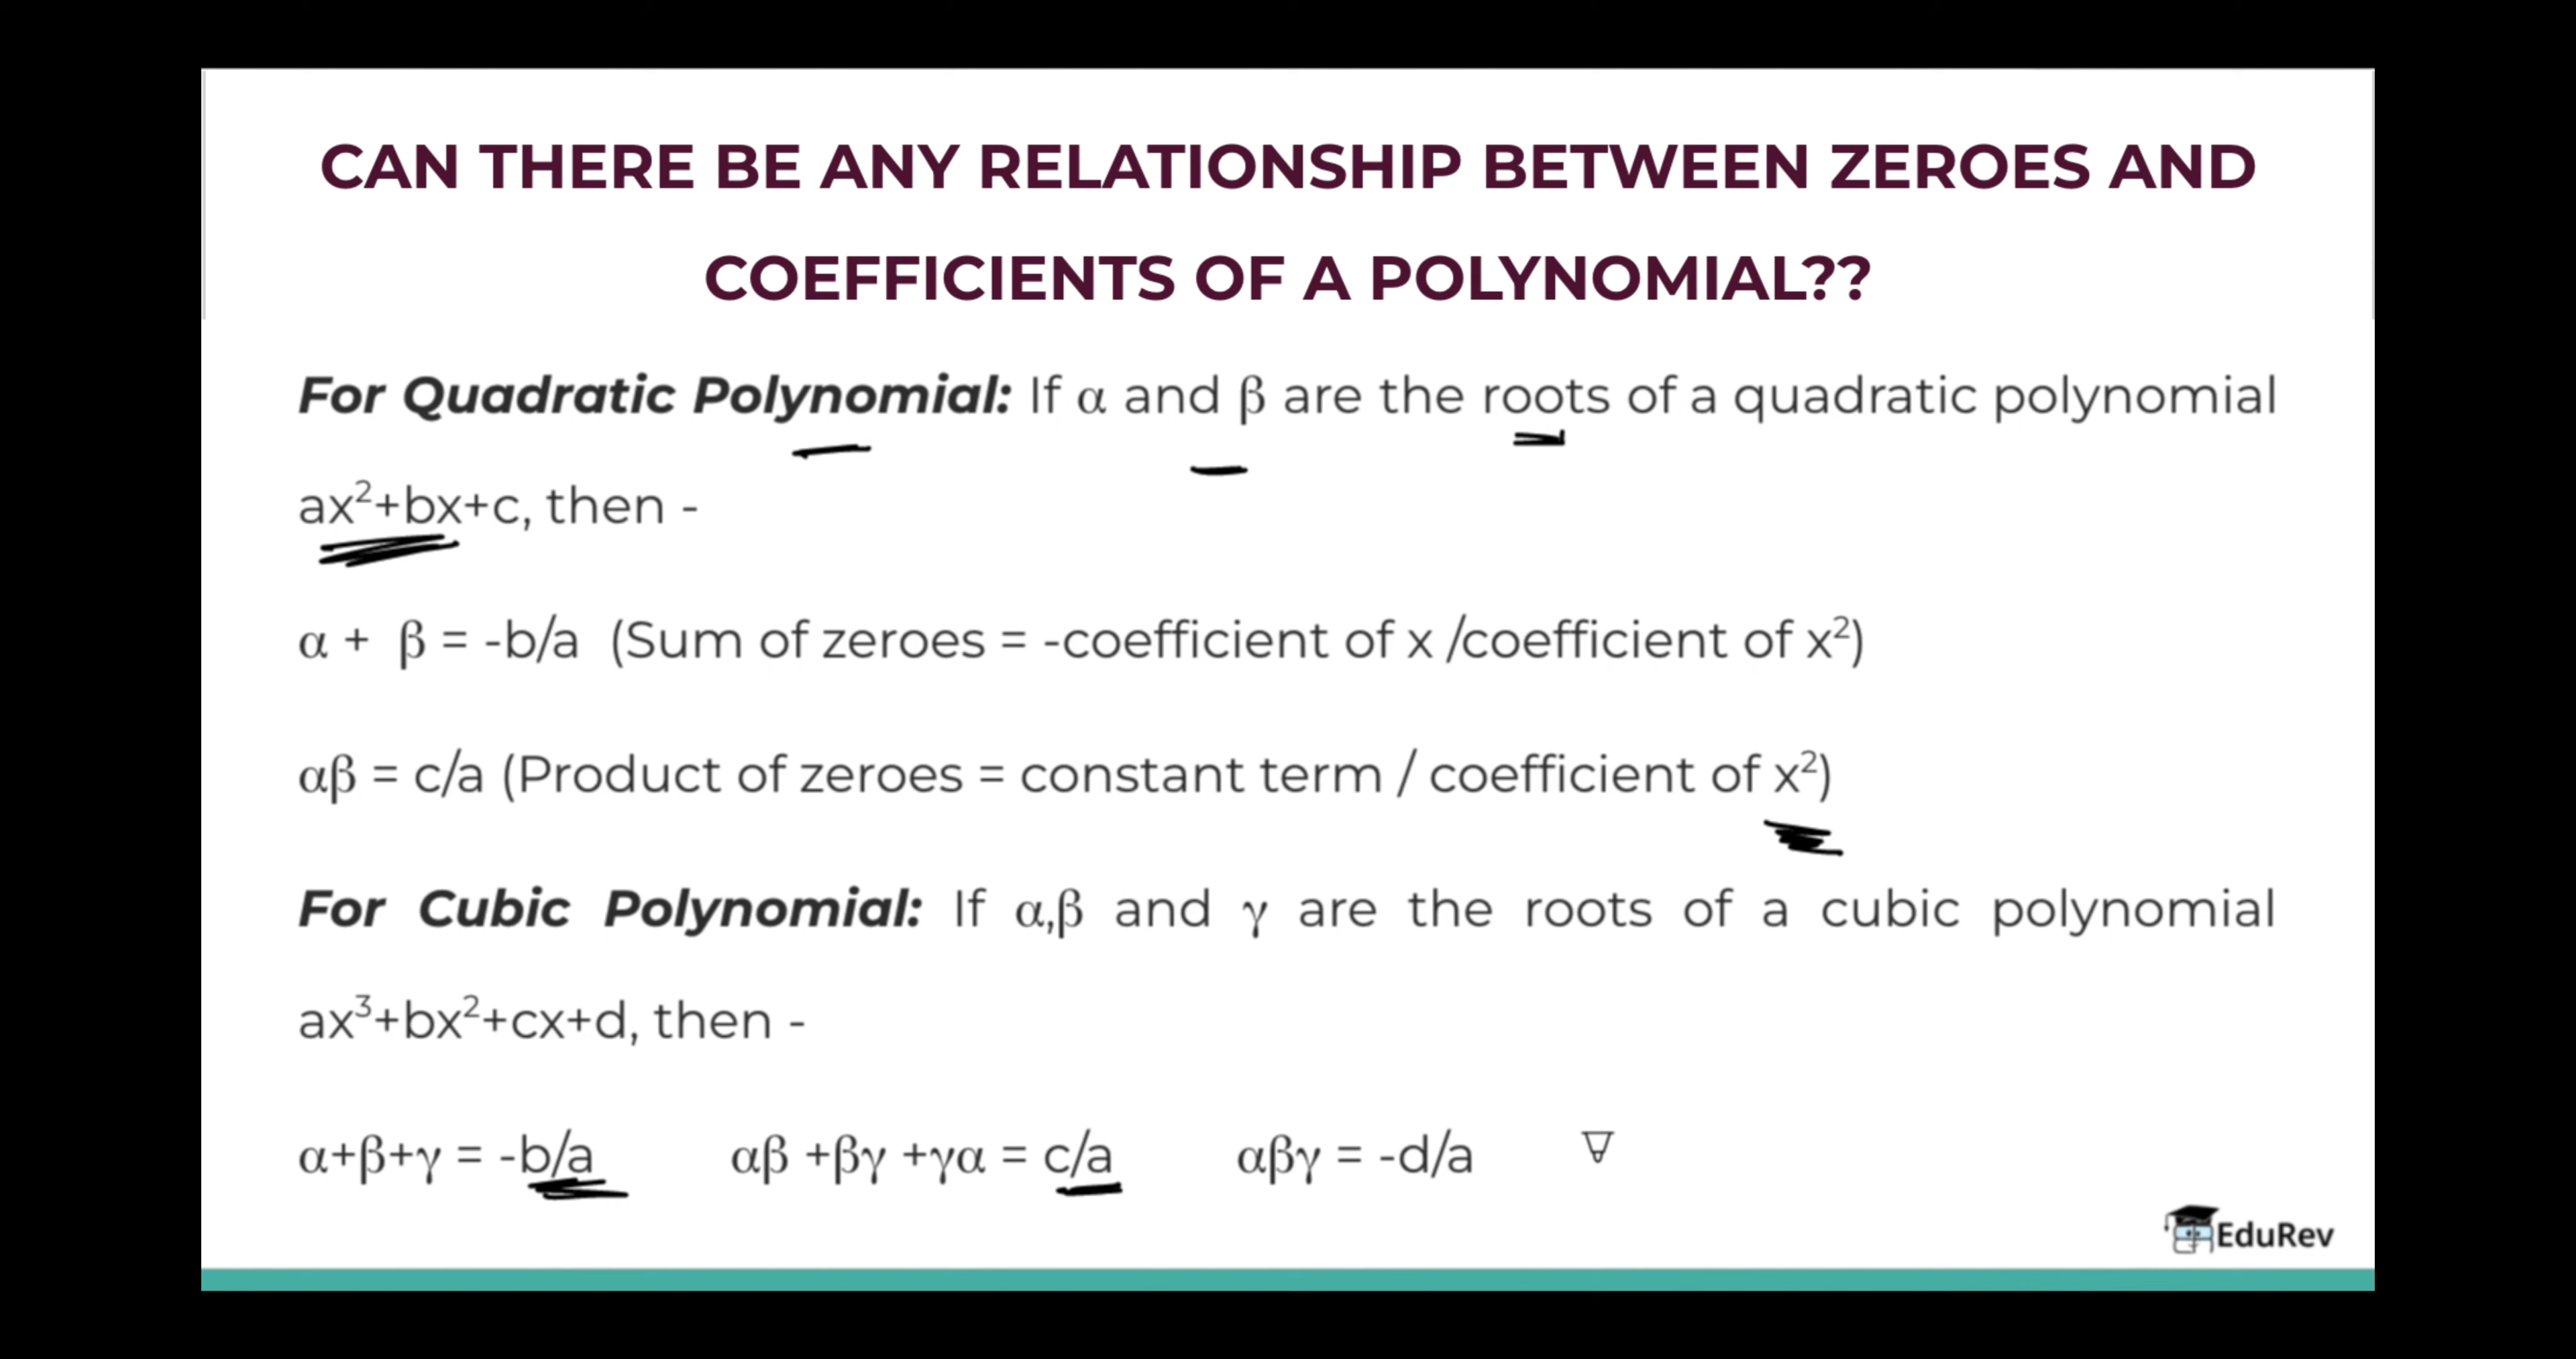 CAN THERE BE ANY RELATIONSHIP BETWEEN ZEROES AND
COEFFICIENTS OF A POLYNOMIAL??
For Quadratic Polynomial: If α and β are the roots of a quadratic polynomial
ax²+bx+c, then -
α + β = -b/a (Sum of zeroes = -coefficient of x /coefficient of x²)
αβ = c/a (Product of zeroes = constant term / coefficient of x²)
For Cubic Polynomial: If α,β and γ are the roots of a cubic polynomial
ax³+bx²+cx+d, then -
α+β+γ = -b/a αβ +βγ +γα = c/a αβγ = -d/a
EduRev